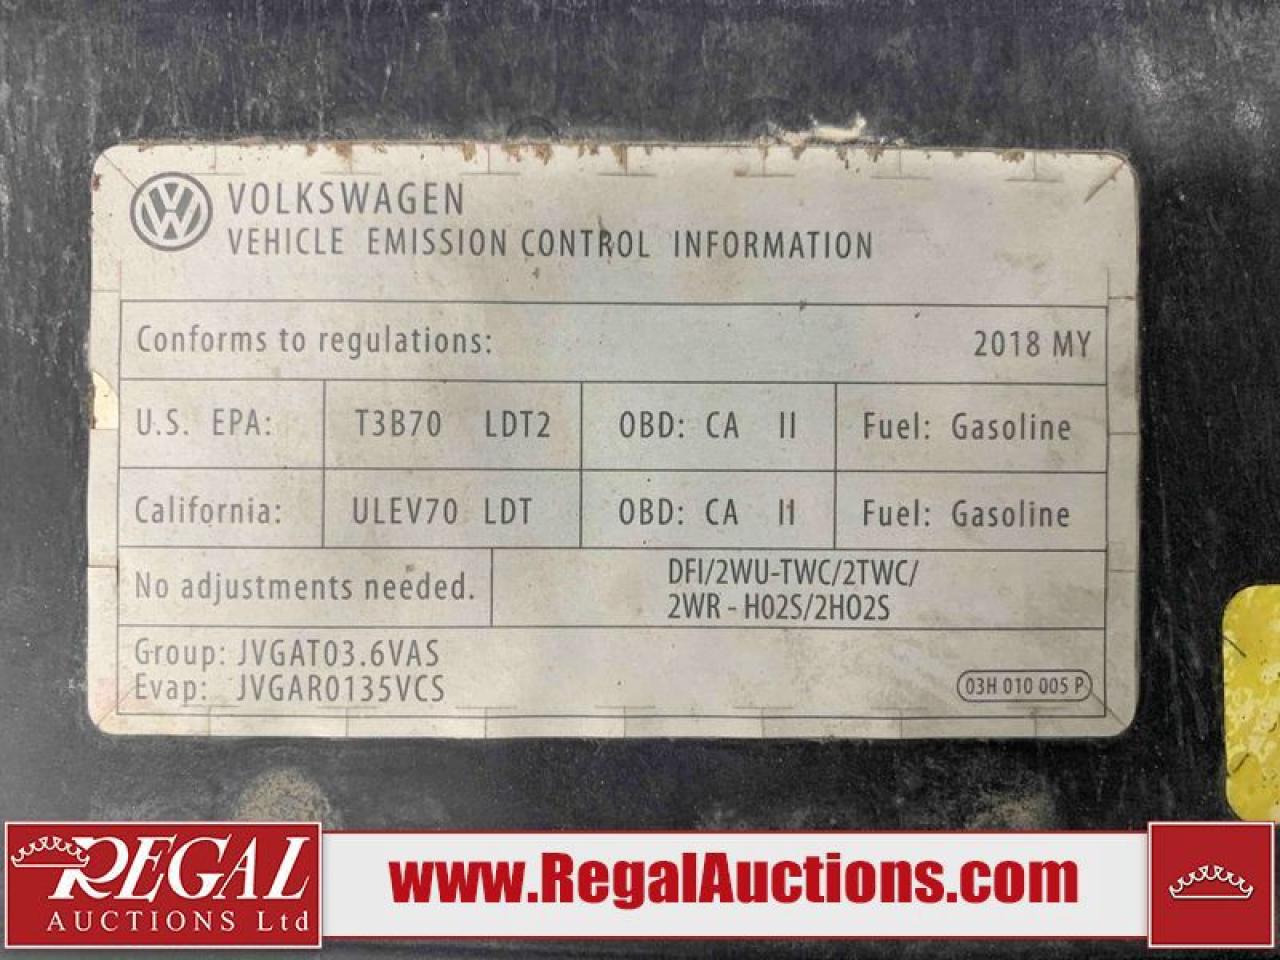 VOLKSWAGEN
VEHICLE EMISSION CONTROL INFORMATION
Conforms to regulations: 2018 MY
U.S. EPA: T3B70 LDT2 OBD: CA II Fuel: Gasoline
California: ULEV70 LDT OBD: CA II Fuel: Gasoline
No adjustments needed. DFI/2WU-TWC/2TWC/
2WR - HO2S/2HO2S
Group: JVGAT03.6VAS
Evap: JVGAR0135VCS
03H 010 005 P
REGAL
AUCTIONS Ltd
www.RegalAuctions.com